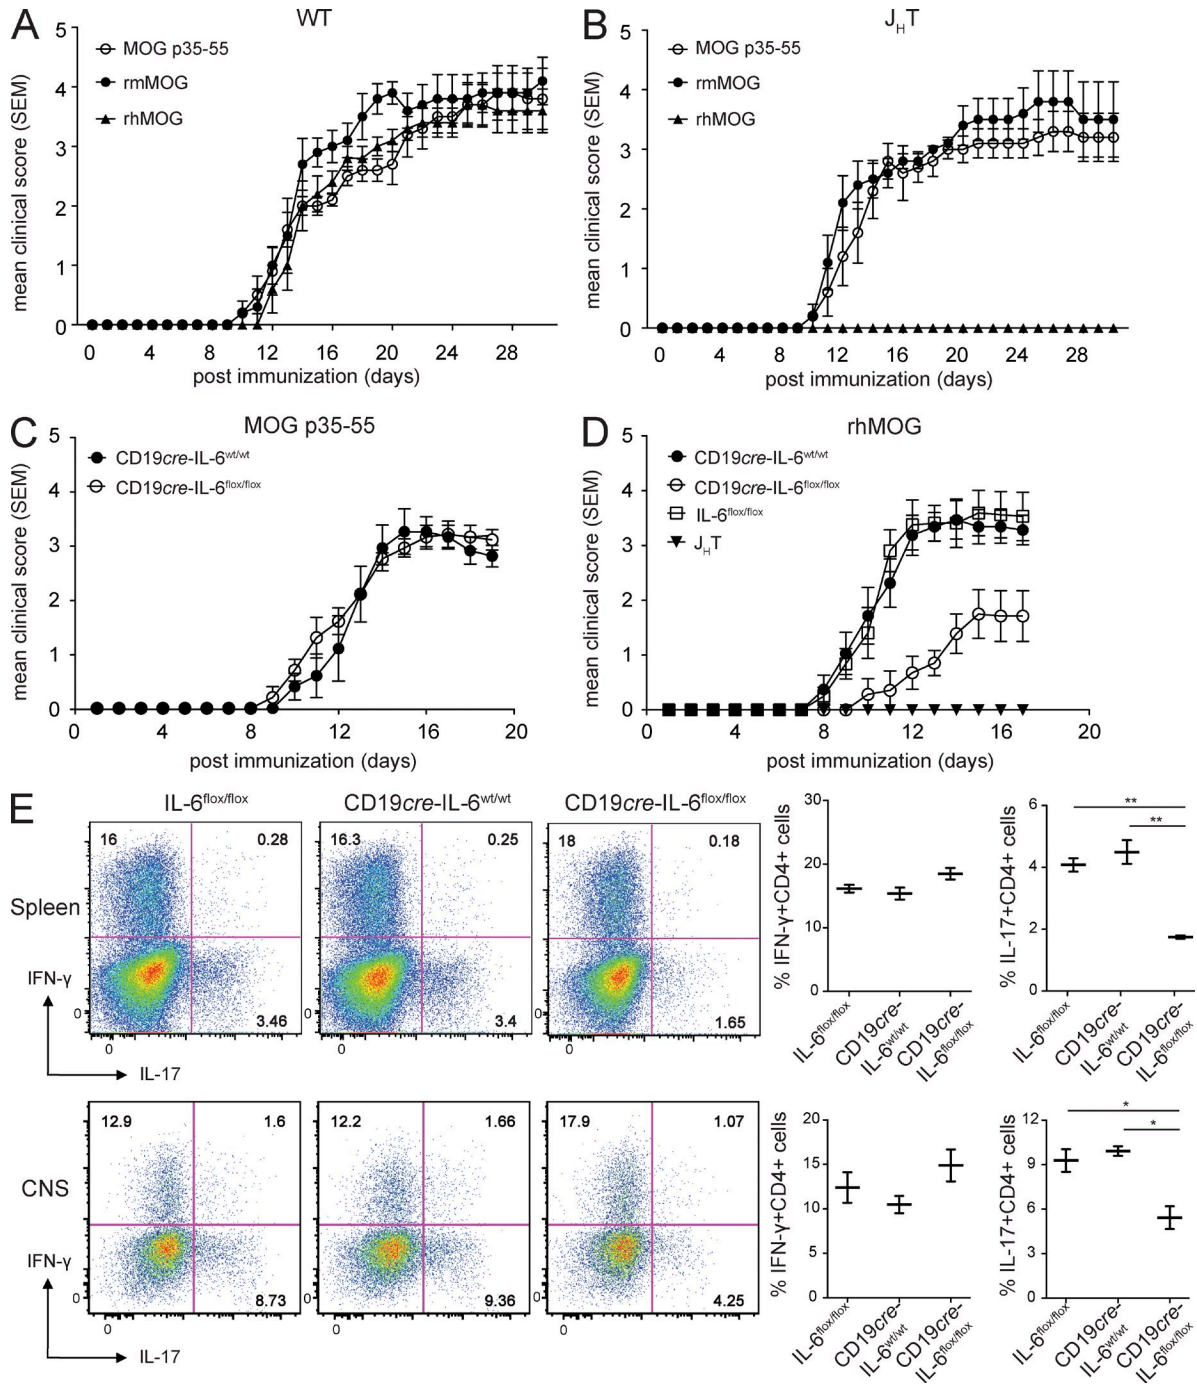 A
WT
MOG p35-55
rmMOG
rhMOG
mean clinical score (SEM)
5
4
3
2
1
0
0 4 8 12 16 20 24 28
post immunization (days)
B
JHT
MOG p35-55
rmMOG
rhMOG
mean clinical score (SEM)
5
4
3
2
1
0
0 4 8 12 16 20 24 28
post immunization (days)
C
MOG p35-55
CD19cre-IL-6wt/wt
CD19cre-IL-6flox/flox
mean clinical score (SEM)
5
4
3
2
1
0
0 4 8 12 16 20
post immunization (days)
D
rhMOG
CD19cre-IL-6wt/wt
CD19cre-IL-6flox/flox
IL-6flox/flox
JHT
mean clinical score (SEM)
5
4
3
2
1
0
0 4 8 12 16 20
post immunization (days)
E
IL-6flox/flox
CD19cre-IL-6wt/wt
CD19cre-IL-6flox/flox
Spleen
16 0.28
3.46
0
0
16.3 0.25
3.4
0
0
18 0.18
1.65
0
0
IFN-γ
IL-17
% IFN-γ+CD4+ cells
30
20
10
0
IL-6flox/flox
CD19cre-
IL-6wt/wt
CD19cre-
IL-6flox/flox
% IL-17+CD4+ cells
6
4
2
0
**
**
IL-6flox/flox
CD19cre-
IL-6wt/wt
CD19cre-
IL-6flox/flox
CNS
12.9 1.6
8.73
0
0
12.2 1.66
9.36
0
0
17.9 1.07
4.25
0
0
IFN-γ
IL-17
% IFN-γ+CD4+ cells
20
15
10
5
0
IL-6flox/flox
CD19cre-
IL-6wt/wt
CD19cre-
IL-6flox/flox
% IL-17+CD4+ cells
12
9
6
3
0
*
*
IL-6flox/flox
CD19cre-
IL-6wt/wt
CD19cre-
IL-6flox/flox